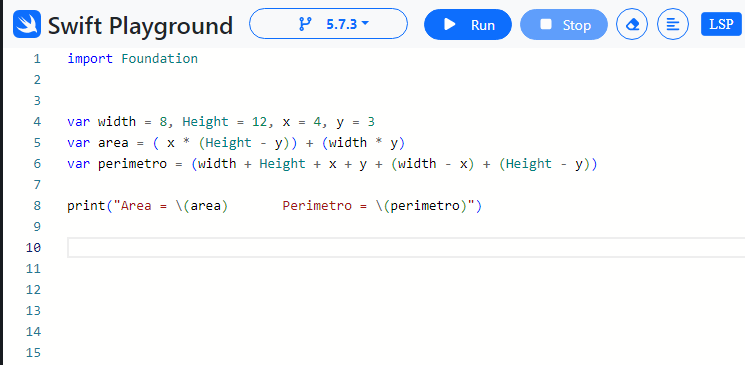 Swift Playground 5.7.3 Run Stop LSP
1 import Foundation
2
3
4 var width = 8, Height = 12, x = 4, y = 3
5 var area = ( x * (Height - y)) + (width * y)
6 var perimetro = (width + Height + x + y + (width - x) + (Height - y))
7
8 print("Area = \(area)       Perimetro = \(perimetro)")
9
10
11
12
13
14
15